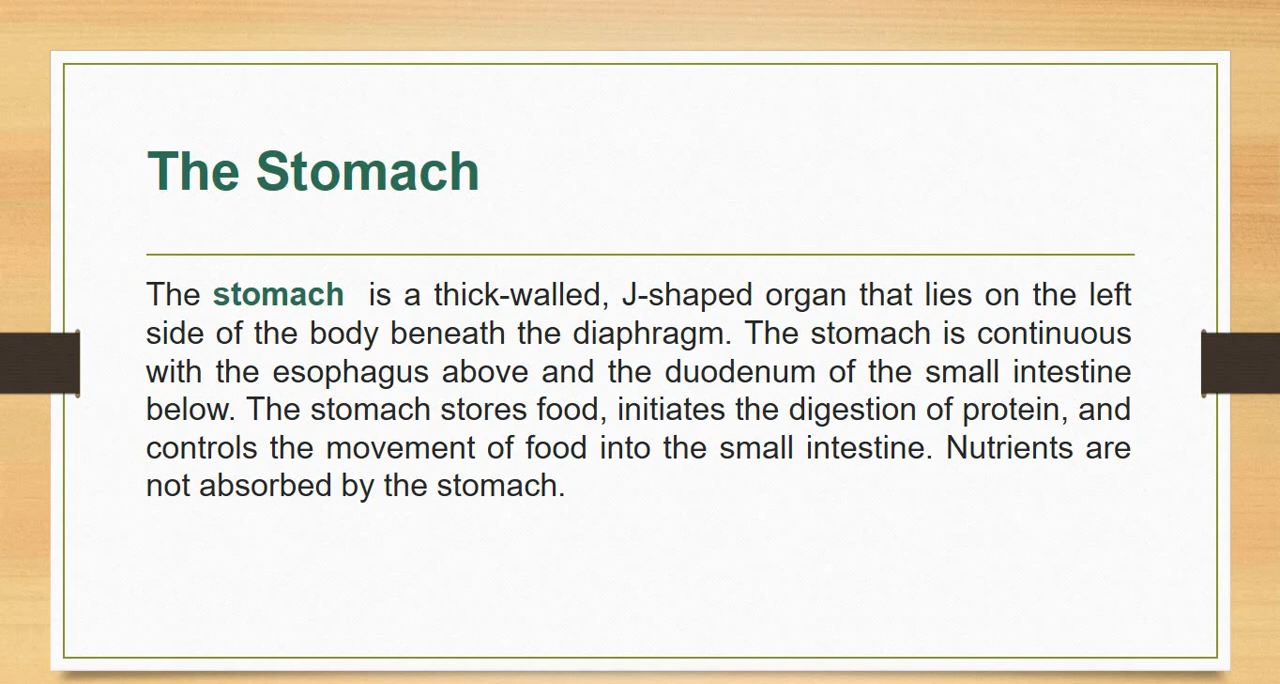 The Stomach
The stomach is a thick-walled, J-shaped organ that lies on the left
side of the body beneath the diaphragm. The stomach is continuous
with the esophagus above and the duodenum of the small intestine
below. The stomach stores food, initiates the digestion of protein, and
controls the movement of food into the small intestine. Nutrients are
not absorbed by the stomach.